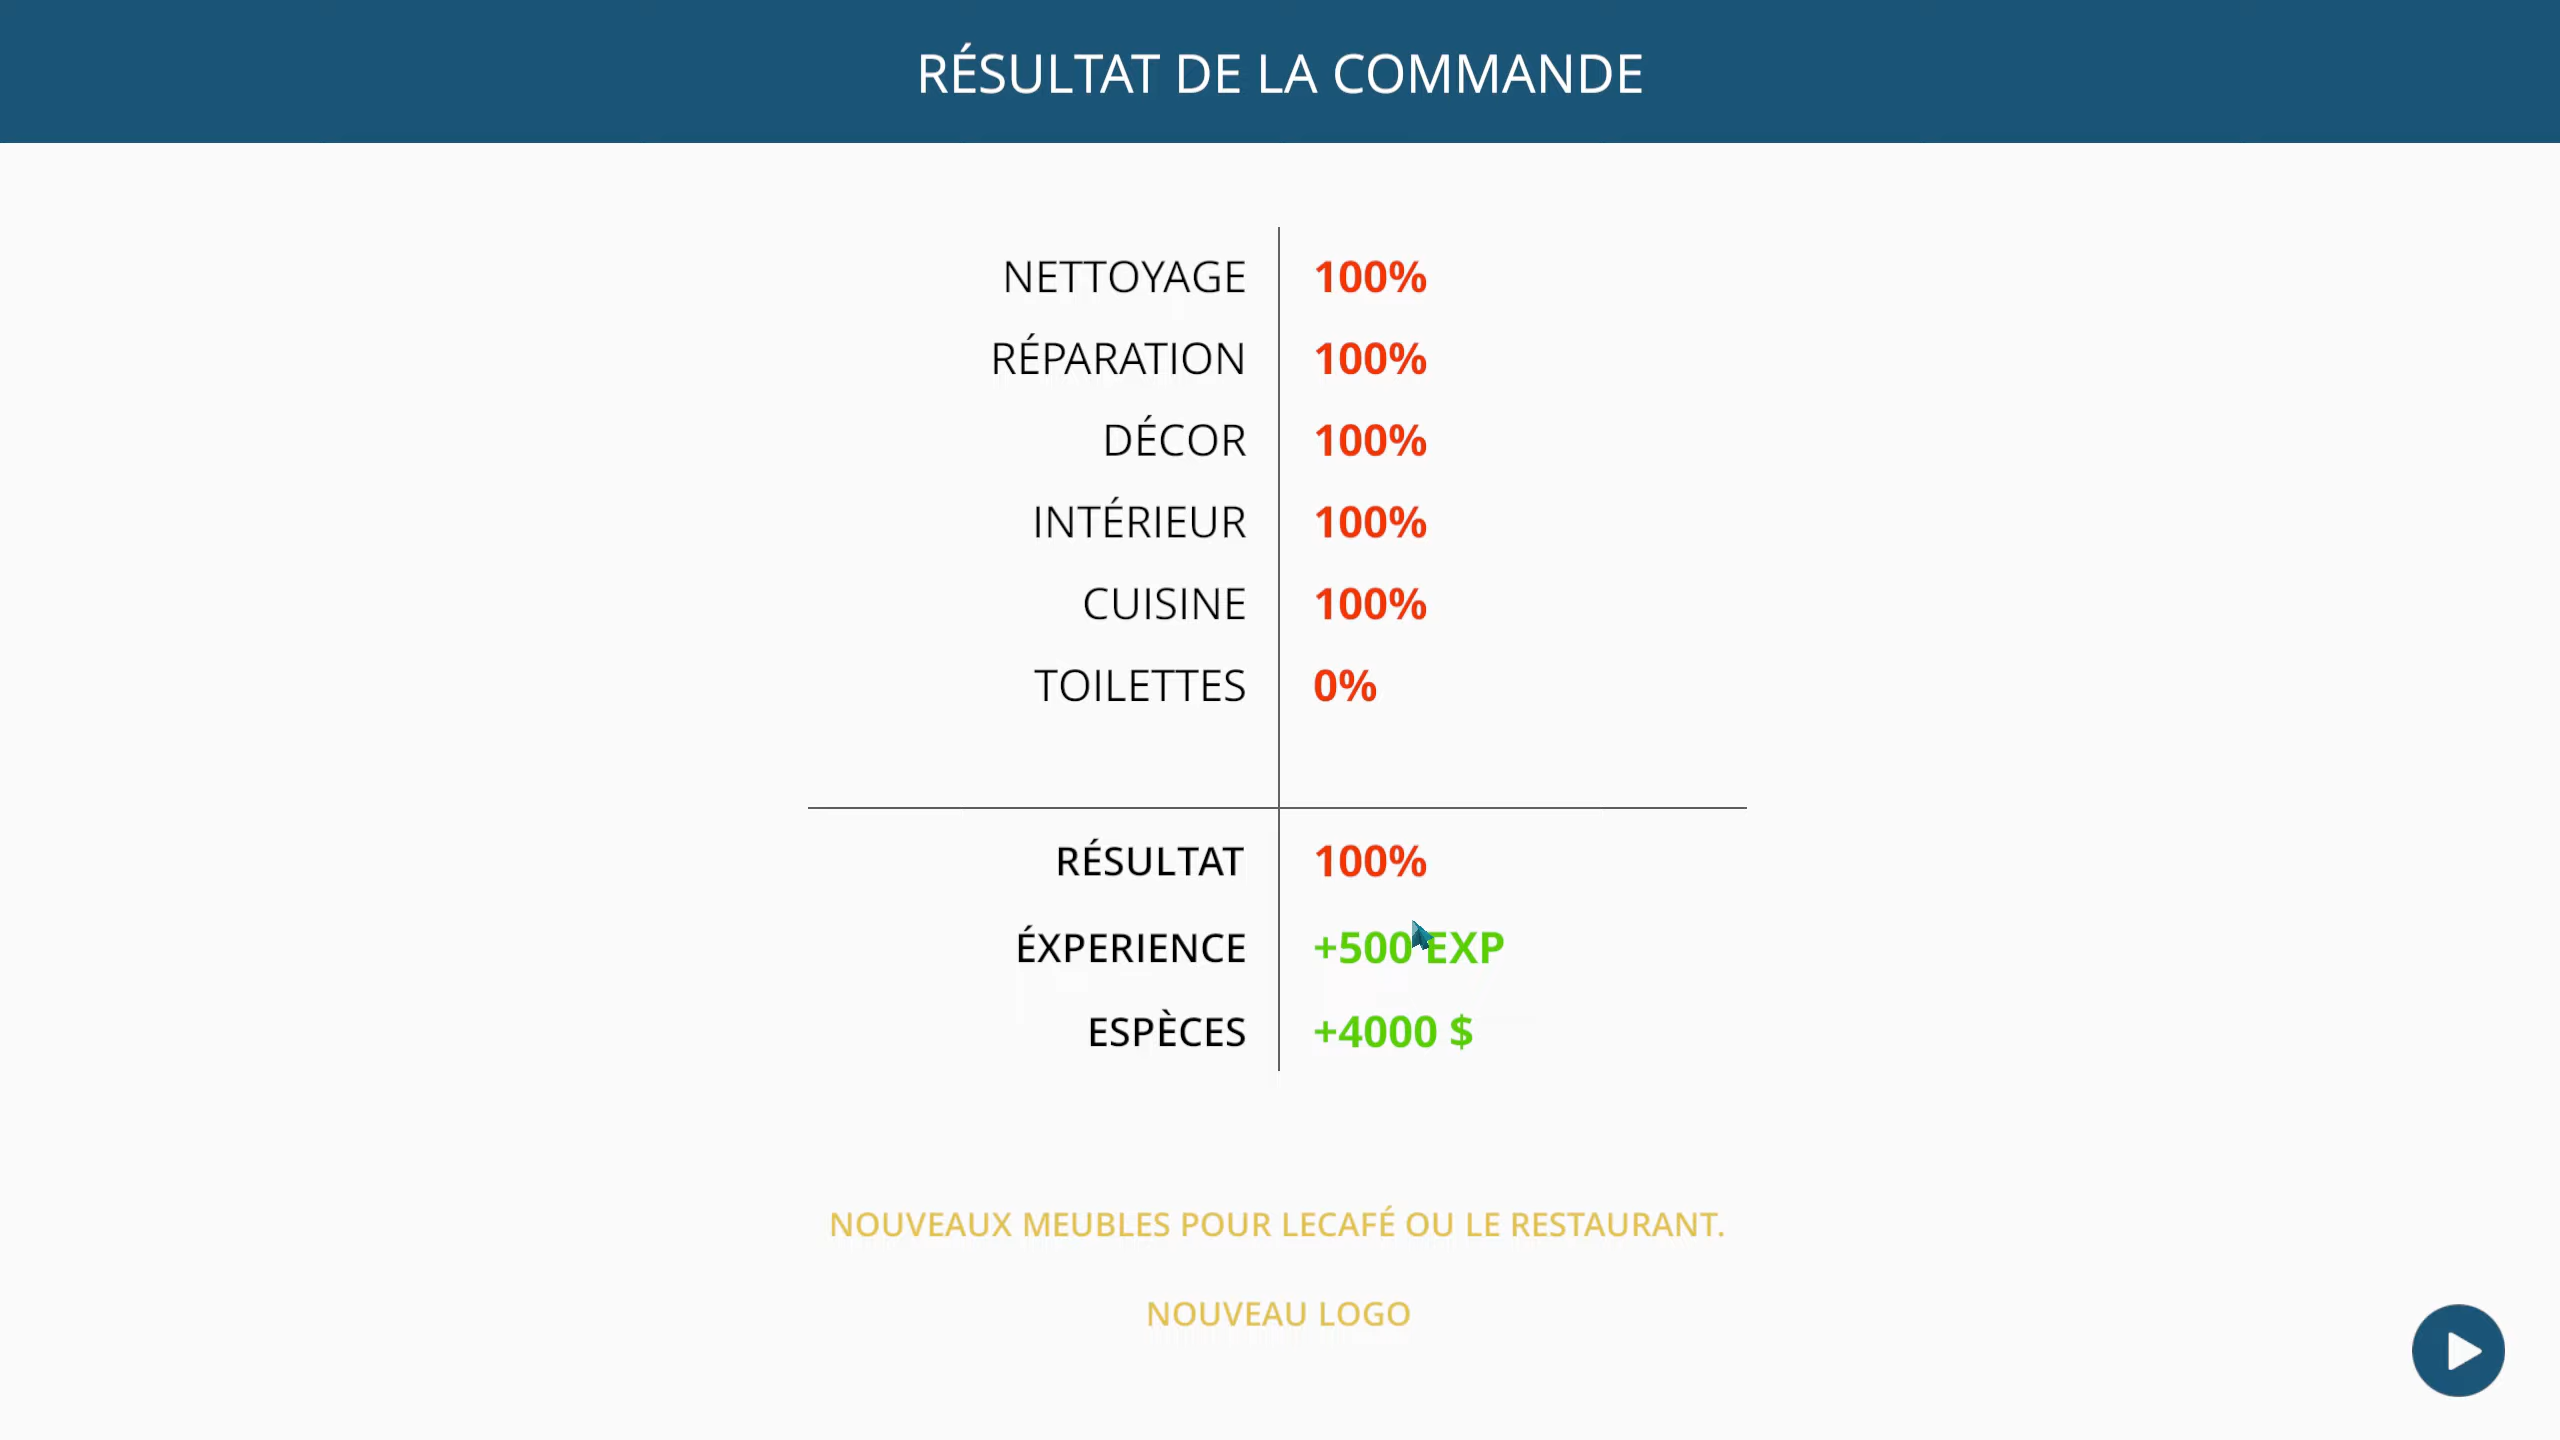 RÉSULTAT DE LA COMMANDE
NETTOYAGE 100%
RÉPARATION 100%
DÉCOR 100%
INTÉRIEUR 100%
CUISINE 100%
TOILETTES 0%
RÉSULTAT 100%
ÉXPERIENCE +500 EXP
ESPÈCES +4000 $
NOUVEAUX MEUBLES POUR LECAFÉ OU LE RESTAURANT.
NOUVEAU LOGO